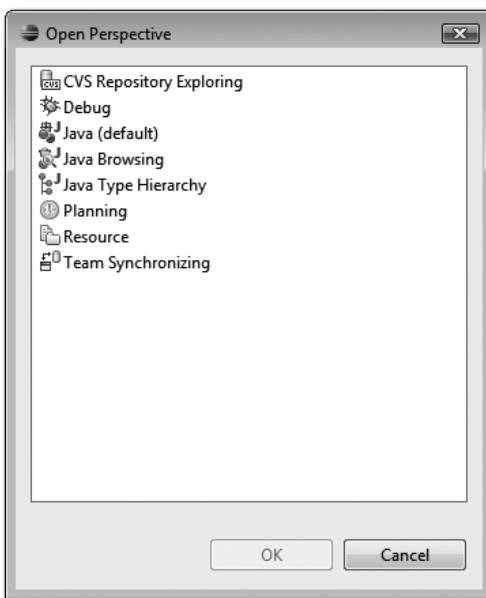 Open Perspective
CVS Repository Exploring
Debug
Java (default)
Java Browsing
Java Type Hierarchy
Planning
Resource
Team Synchronizing
OK
Cancel